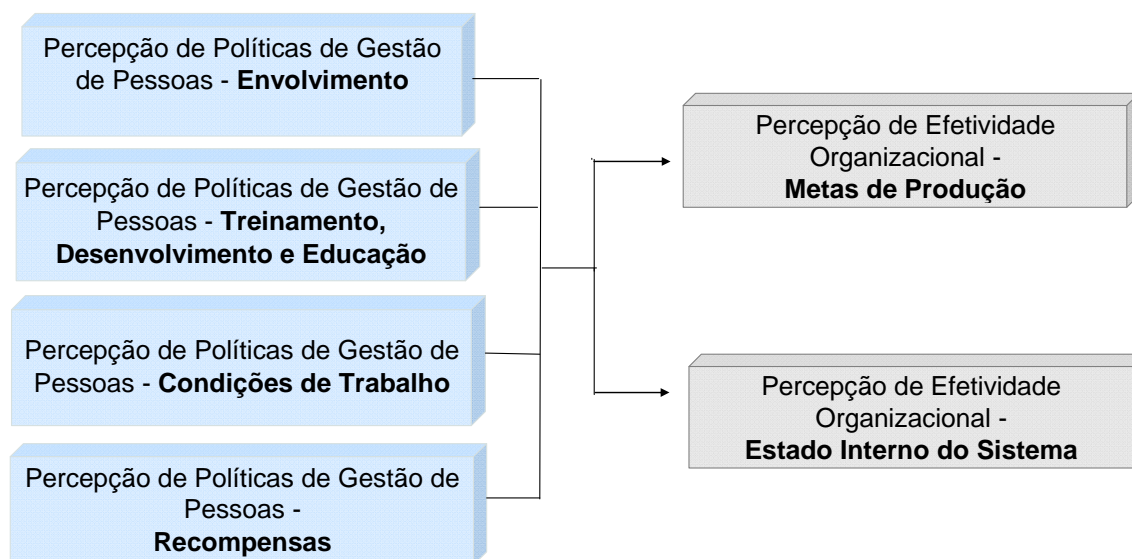 Percepção de Políticas de Gestão
de Pessoas - Envolvimento
Percepção de Políticas de Gestão de
Pessoas - Treinamento,
Desenvolvimento e Educação
Percepção de Políticas de Gestão de
Pessoas - Condições de Trabalho
Percepção de Políticas de Gestão de
Pessoas -
Recompensas
Percepção de Efetividade
Organizacional -
Metas de Produção
Percepção de Efetividade
Organizacional -
Estado Interno do Sistema